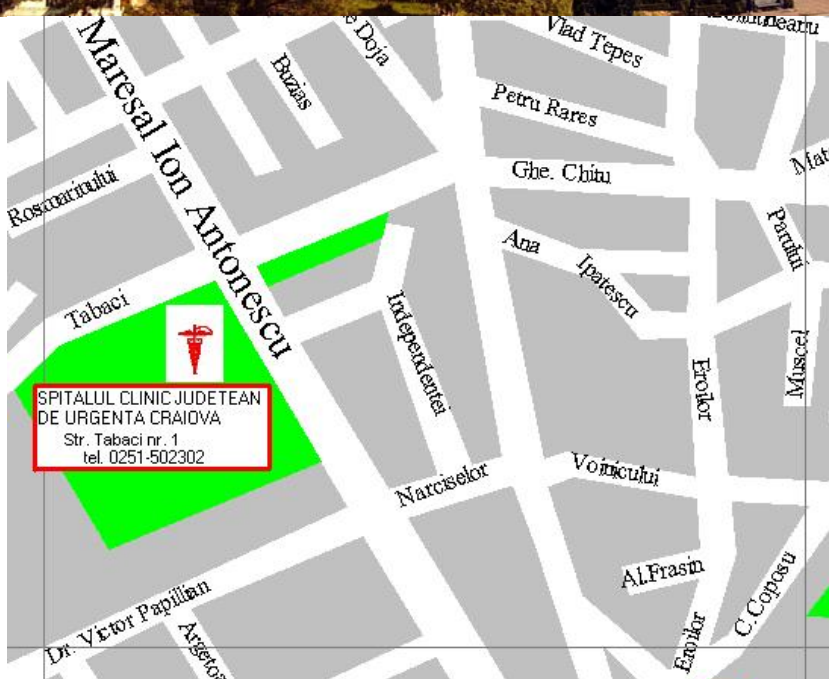 Vlad Tepes
Maresal Ion Antonescu
Doja
Buzias
Petru Rares
Ghe. Chitu
Rosmarinului
Parului
Ana
Ipatescu
Tabaci
Independentei
Muscel
Eroilor
SPITALUL CLINIC JUDETEAN
DE URGENTA CRAIOVA
Str. Tabaci nr. 1
tel. 0251-502302
Narciselor
Voinicului
Al.Frasin
C. Coposu
Dr. Victor Papillian
Eroilor